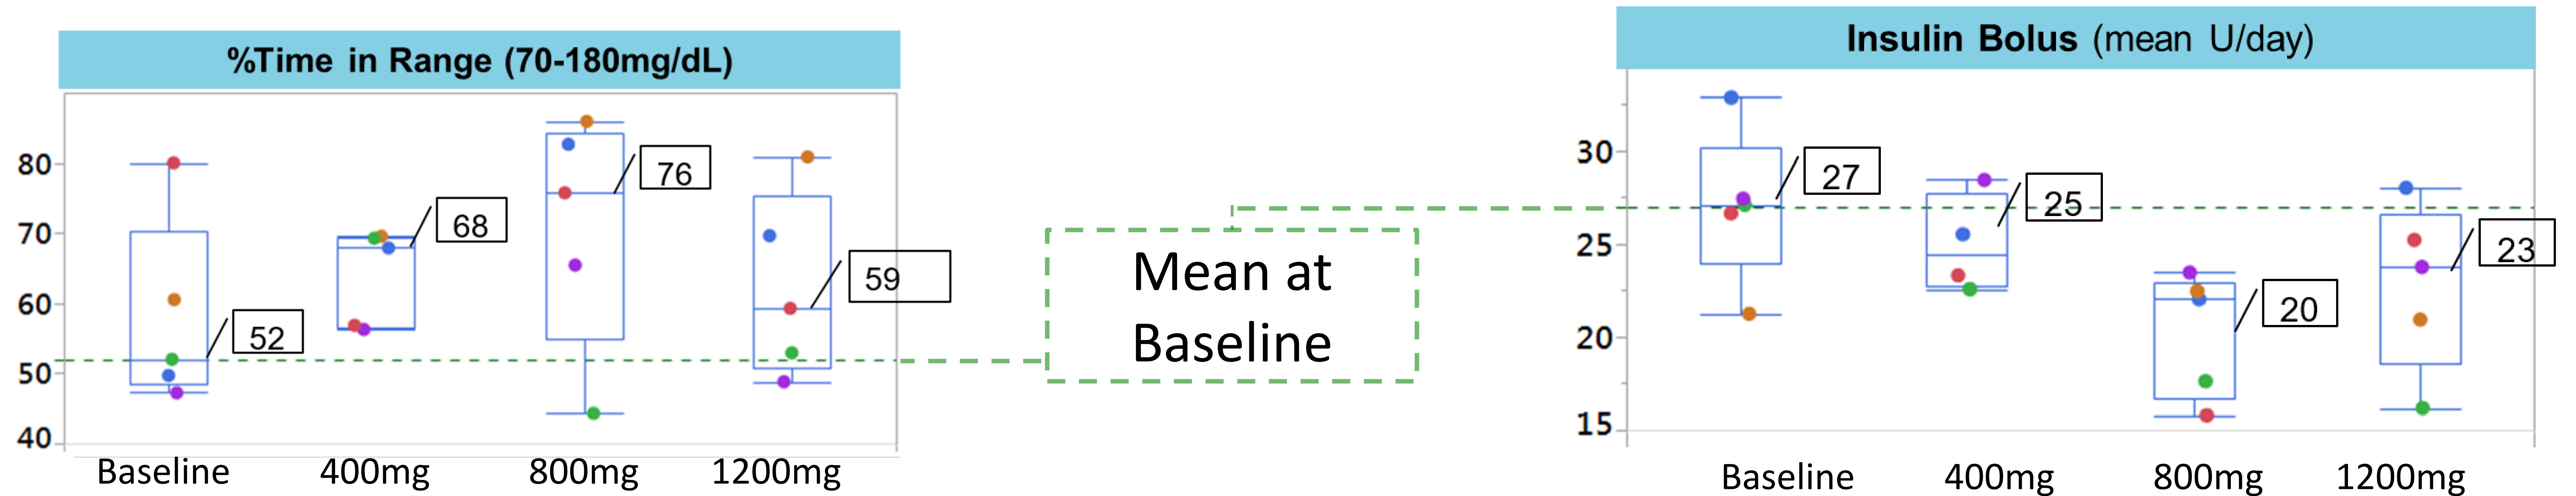 %Time in Range (70-180mg/dL)
80
70
60
50
40
52
68
76
59
Baseline
400mg
800mg
1200mg
Mean at
Baseline
Insulin Bolus (mean U/day)
30
25
20
15
27
25
20
23
Baseline
400mg
800mg
1200mg